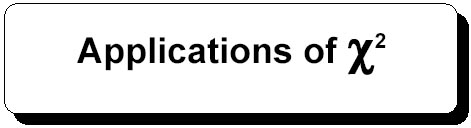 Applications of χ²